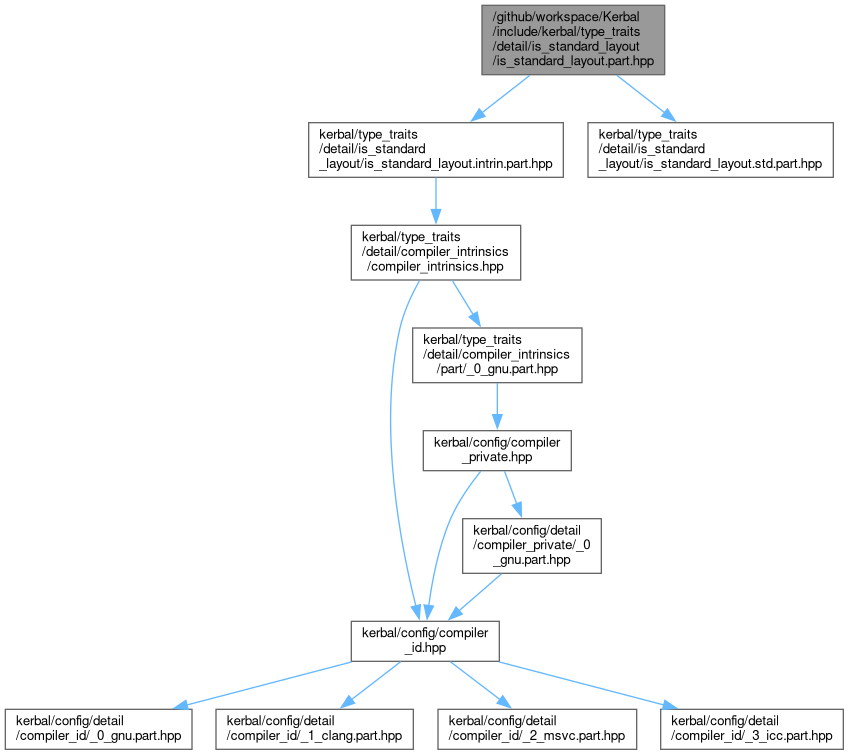 /github/workspace/Kerbal
/include/kerbal/type_traits
/detail/is_standard_layout
/is_standard_layout.part.hpp
kerbal/type_traits
/detail/is_standard
_layout/is_standard_layout.intrin.part.hpp
kerbal/type_traits
/detail/is_standard
_layout/is_standard_layout.std.part.hpp
kerbal/type_traits
/detail/compiler_intrinsics
/compiler_intrinsics.hpp
kerbal/type_traits
/detail/compiler_intrinsics
/part/_0_gnu.part.hpp
kerbal/config/compiler
_private.hpp
kerbal/config/detail
/compiler_private/_0
_gnu.part.hpp
kerbal/config/compiler
_id.hpp
kerbal/config/detail
/compiler_id/_0_gnu.part.hpp
kerbal/config/detail
/compiler_id/_1_clang.part.hpp
kerbal/config/detail
/compiler_id/_2_msvc.part.hpp
kerbal/config/detail
/compiler_id/_3_icc.part.hpp